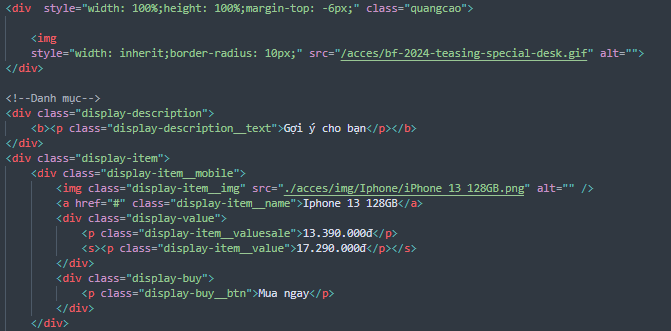 <div  style="width: 100%;height: 100%;margin-top: -6px;" class="quangcao">
<img
style="width: inherit;border-radius: 10px;" src="/acces/bf-2024-teasing-special-desk.gif" alt="">
</div>
<!--Danh mục-->
<div class="display-description">
<b><p class="display-description__text">Gợi ý cho bạn</p></b>
</div>
<div class="display-item">
<div class="display-item__mobile">
<img class="display-item__img" src="./acces/img/Iphone/iPhone 13 128GB.png" alt="" />
<a href="#" class="display-item__name">Iphone 13 128GB</a>
<div class="display-value">
<p class="display-item__valuesale">13.390.000đ</p>
<s><p class="display-item__value">17.290.000đ</p></s>
</div>
<div class="display-buy">
<p class="display-buy__btn">Mua ngay</p>
</div>
</div>